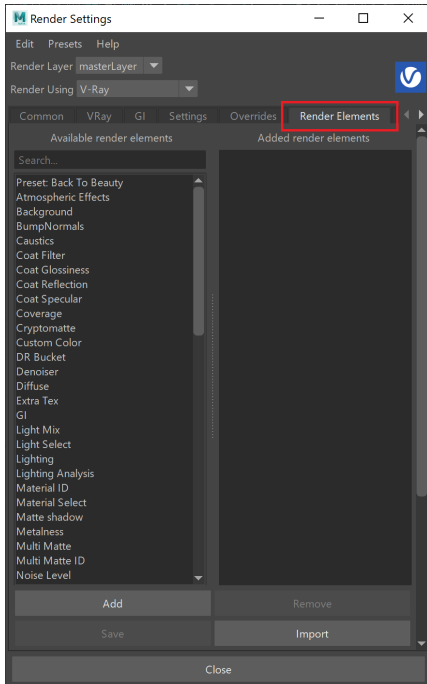 Render Settings
Edit Presets Help
Render Layer masterLayer
Render Using V-Ray
Common VRay GI Settings Overrides Render Elements
Available render elements Added render elements
Search...
Preset: Back To Beauty
Atmospheric Effects
Background
BumpNormals
Caustics
Coat Filter
Coat Glossiness
Coat Reflection
Coat Specular
Coverage
Cryptomatte
Custom Color
DR Bucket
Denoiser
Diffuse
Extra Tex
GI
Light Mix
Light Select
Lighting
Lighting Analysis
Material ID
Material Select
Matte shadow
Metalness
Multi Matte
Multi Matte ID
Noise Level
Add Remove
Save Import
Close